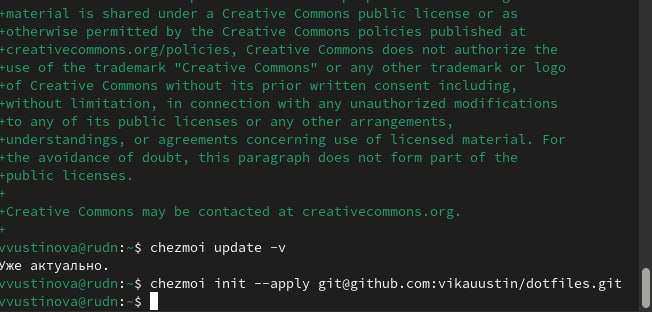 +material is shared under a Creative Commons public license or as
+otherwise permitted by the Creative Commons policies published at
+creativecommons.org/policies, Creative Commons does not authorize the
+use of the trademark "Creative Commons" or any other trademark or logo
+of Creative Commons without its prior written consent including,
+without limitation, in connection with any unauthorized modifications
+to any of its public licenses or any other arrangements,
+understandings, or agreements concerning use of licensed material. For
+the avoidance of doubt, this paragraph does not form part of the
+public licenses.
+
+Creative Commons may be contacted at creativecommons.org.
+
vvustinova@rudn:~$ chezmoi update -v
Уже актуально.
vvustinova@rudn:~$ chezmoi init --apply git@github.com:vikauustin/dotfiles.git
vvustinova@rudn:~$